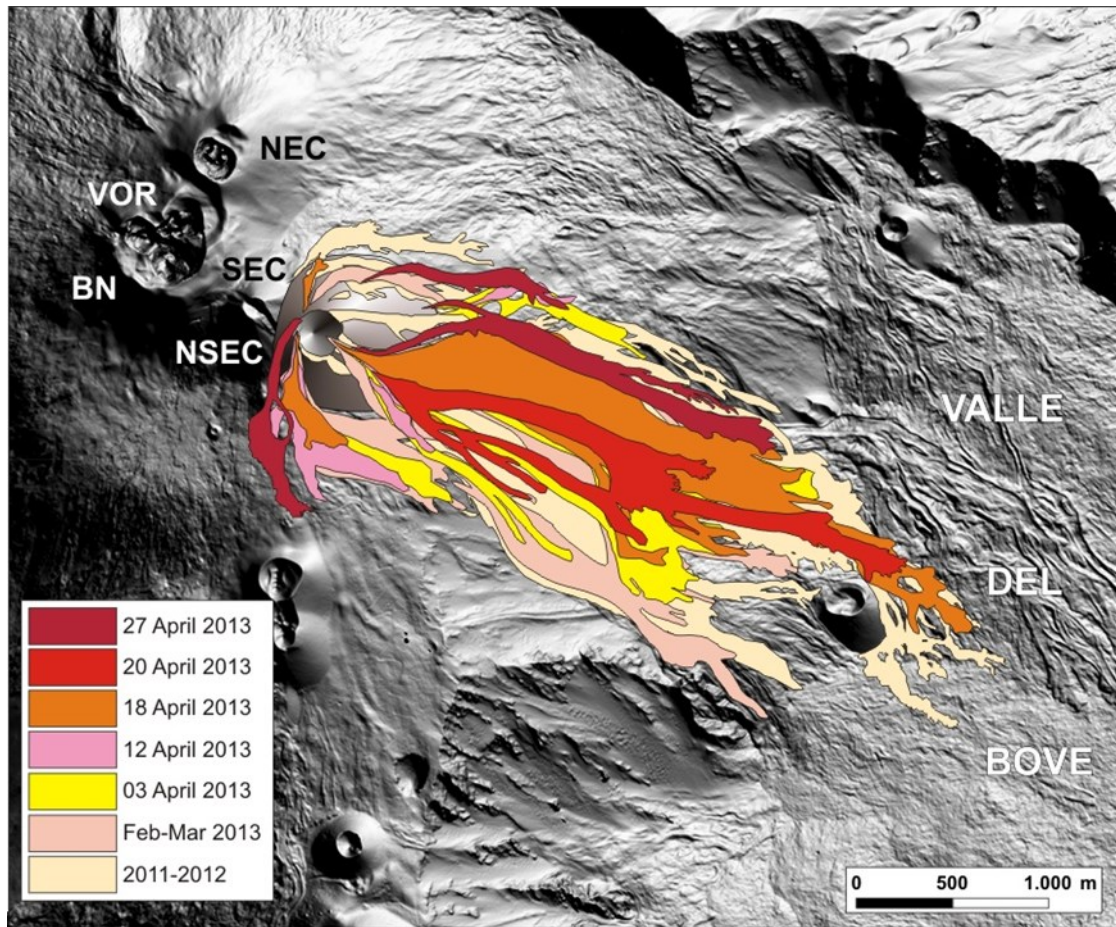 NEC
VOR
SEC
BN
NSEC
VALLE
DEL
BOVE
27 April 2013
20 April 2013
18 April 2013
12 April 2013
03 April 2013
Feb-Mar 2013
2011-2012
0 500 1.000 m